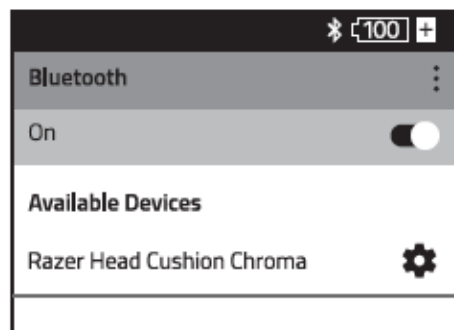 100 +
Bluetooth
On
Available Devices
Razer Head Cushion Chroma